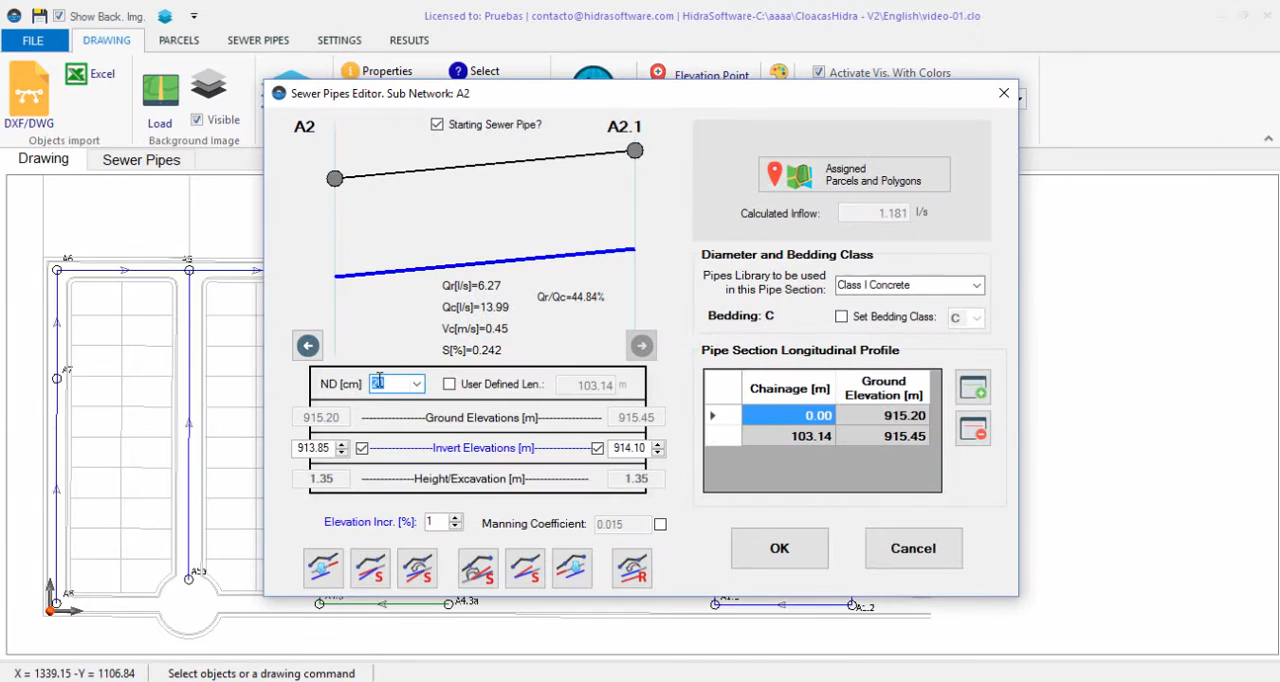 Show Back. Img.
Licensed to: Pruebas | contacto@hidrasoftware.com | HidraSoftware-C:\aaaa\CloacasHidra - V2\English\video-01.clo
FILE DRAWING PARCELS SEWER PIPES SETTINGS RESULTS
Excel
DXF/DWG
Objects import
Load
Visible
Background Image
Properties
Select
Elevation Point
Activate Vis. With Colors
Drawing Sewer Pipes
Sewer Pipes Editor. Sub Network: A2
A2
Starting Sewer Pipe?
A2.1
Qr[l/s]=6.27
Qc[l/s]=13.99
Vc[m/s]=0.45
S[%]=0.242
Qr/Qc=44.84%
ND [cm]
User Defined Len.: 103.14 m
915.20 Ground Elevations [m] 915.45
913.85 Invert Elevations [m] 914.10
1.35 Height/Excavation [m] 1.35
Elevation Incr. [%]: 1
Manning Coefficient: 0.015
S S S S S R
Assigned
Parcels and Polygons
Calculated Inflow: 1.181 l/s
Diameter and Bedding Class
Pipes Library to be used
in this Pipe Section:
Class I Concrete
Bedding: C
Set Bedding Class: C
Pipe Section Longitudinal Profile
Chainage [m] Ground Elevation [m]
0.00 915.20
103.14 915.45
OK Cancel
A7
A8
A4.3a
X = 1339.15 -Y = 1106.84
Select objects or a drawing command